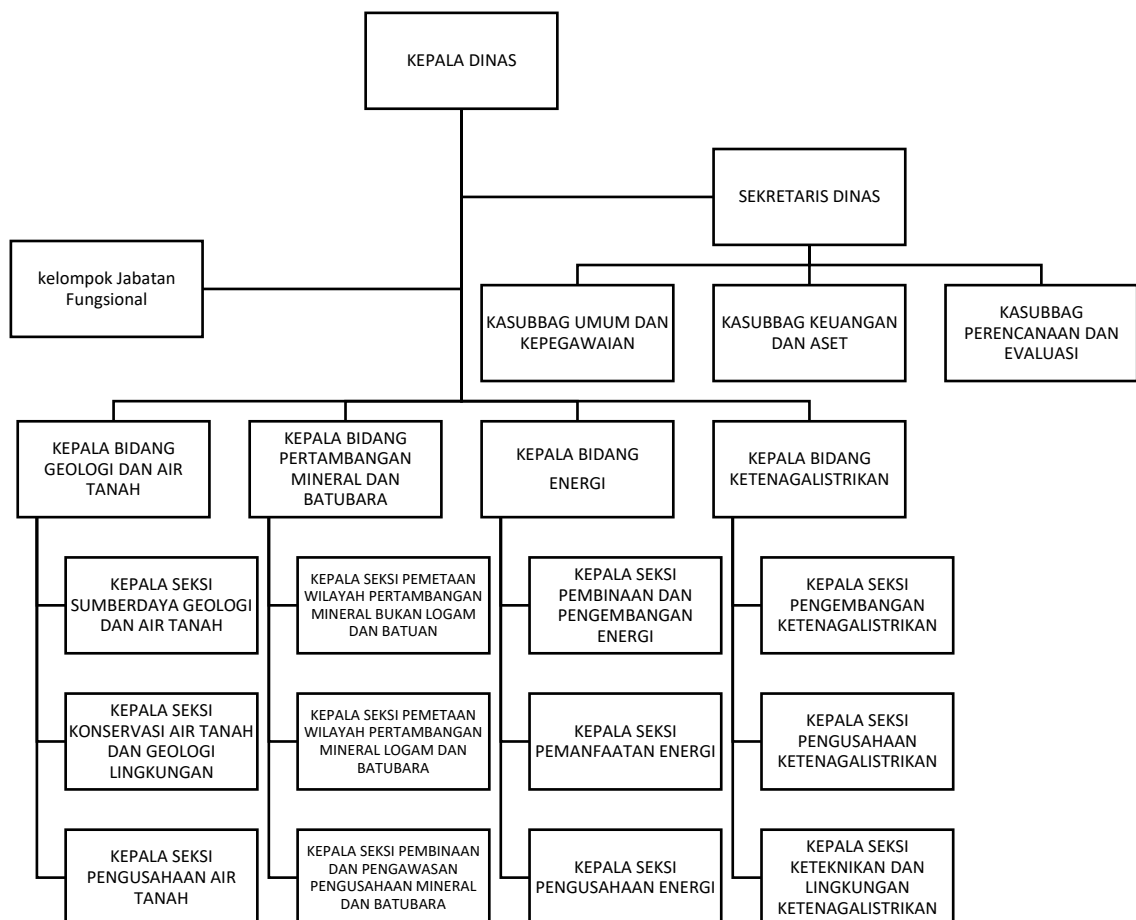 KEPALA DINAS
SEKRETARIS DINAS
kelompok Jabatan
Fungsional
KASUBBAG UMUM DAN
KEPEGAWAIAN
KASUBBAG KEUANGAN
DAN ASET
KASUBBAG
PERENCANAAN DAN
EVALUASI
KEPALA BIDANG
GEOLOGI DAN AIR
TANAH
KEPALA BIDANG
PERTAMBANGAN
MINERAL DAN
BATUBARA
KEPALA BIDANG
ENERGI
KEPALA BIDANG
KETENAGALISTRIKAN
KEPALA SEKSI
SUMBERDAYA GEOLOGI
DAN AIR TANAH
KEPALA SEKSI PEMETAAN
WILAYAH PERTAMBANGAN
MINERAL BUKAN LOGAM
DAN BATUAN
KEPALA SEKSI
PEMBINAAN DAN
PENGEMBANGAN
ENERGI
KEPALA SEKSI
PENGEMBANGAN
KETENAGALISTRIKAN
KEPALA SEKSI
KONSERVASI AIR TANAH
DAN GEOLOGI
LINGKUNGAN
KEPALA SEKSI PEMETAAN
WILAYAH PERTAMBANGAN
MINERAL LOGAM DAN
BATUBARA
KEPALA SEKSI
PEMANFAATAN ENERGI
KEPALA SEKSI
PENGUSAHAAN
KETENAGALISTRIKAN
KEPALA SEKSI
PENGUSAHAAN AIR
TANAH
KEPALA SEKSI PEMBINAAN
DAN PENGAWASAN
PENGUSAHAAN MINERAL
DAN BATUBARA
KEPALA SEKSI
PENGUSAHAAN ENERGI
KEPALA SEKSI
KETEKNIKAN DAN
LINGKUNGAN
KETENAGALISTRIKAN